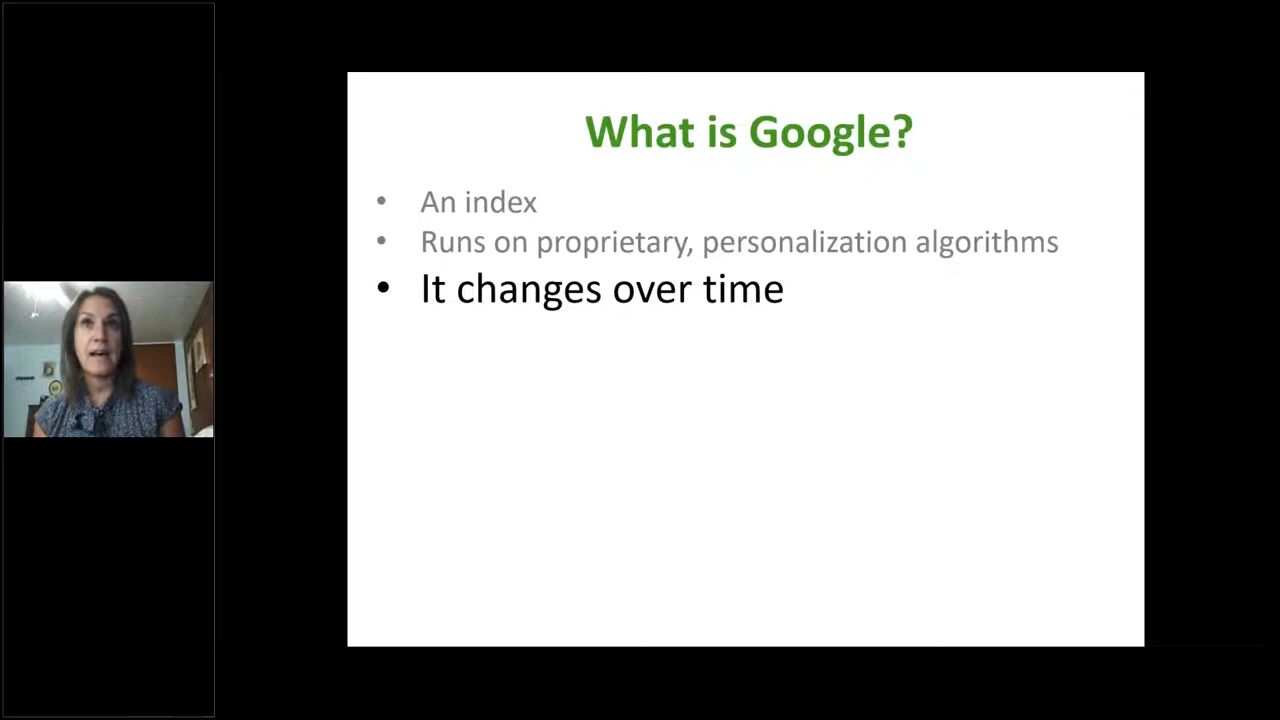 What is Google?
• An index
• Runs on proprietary, personalization algorithms
• It changes over time